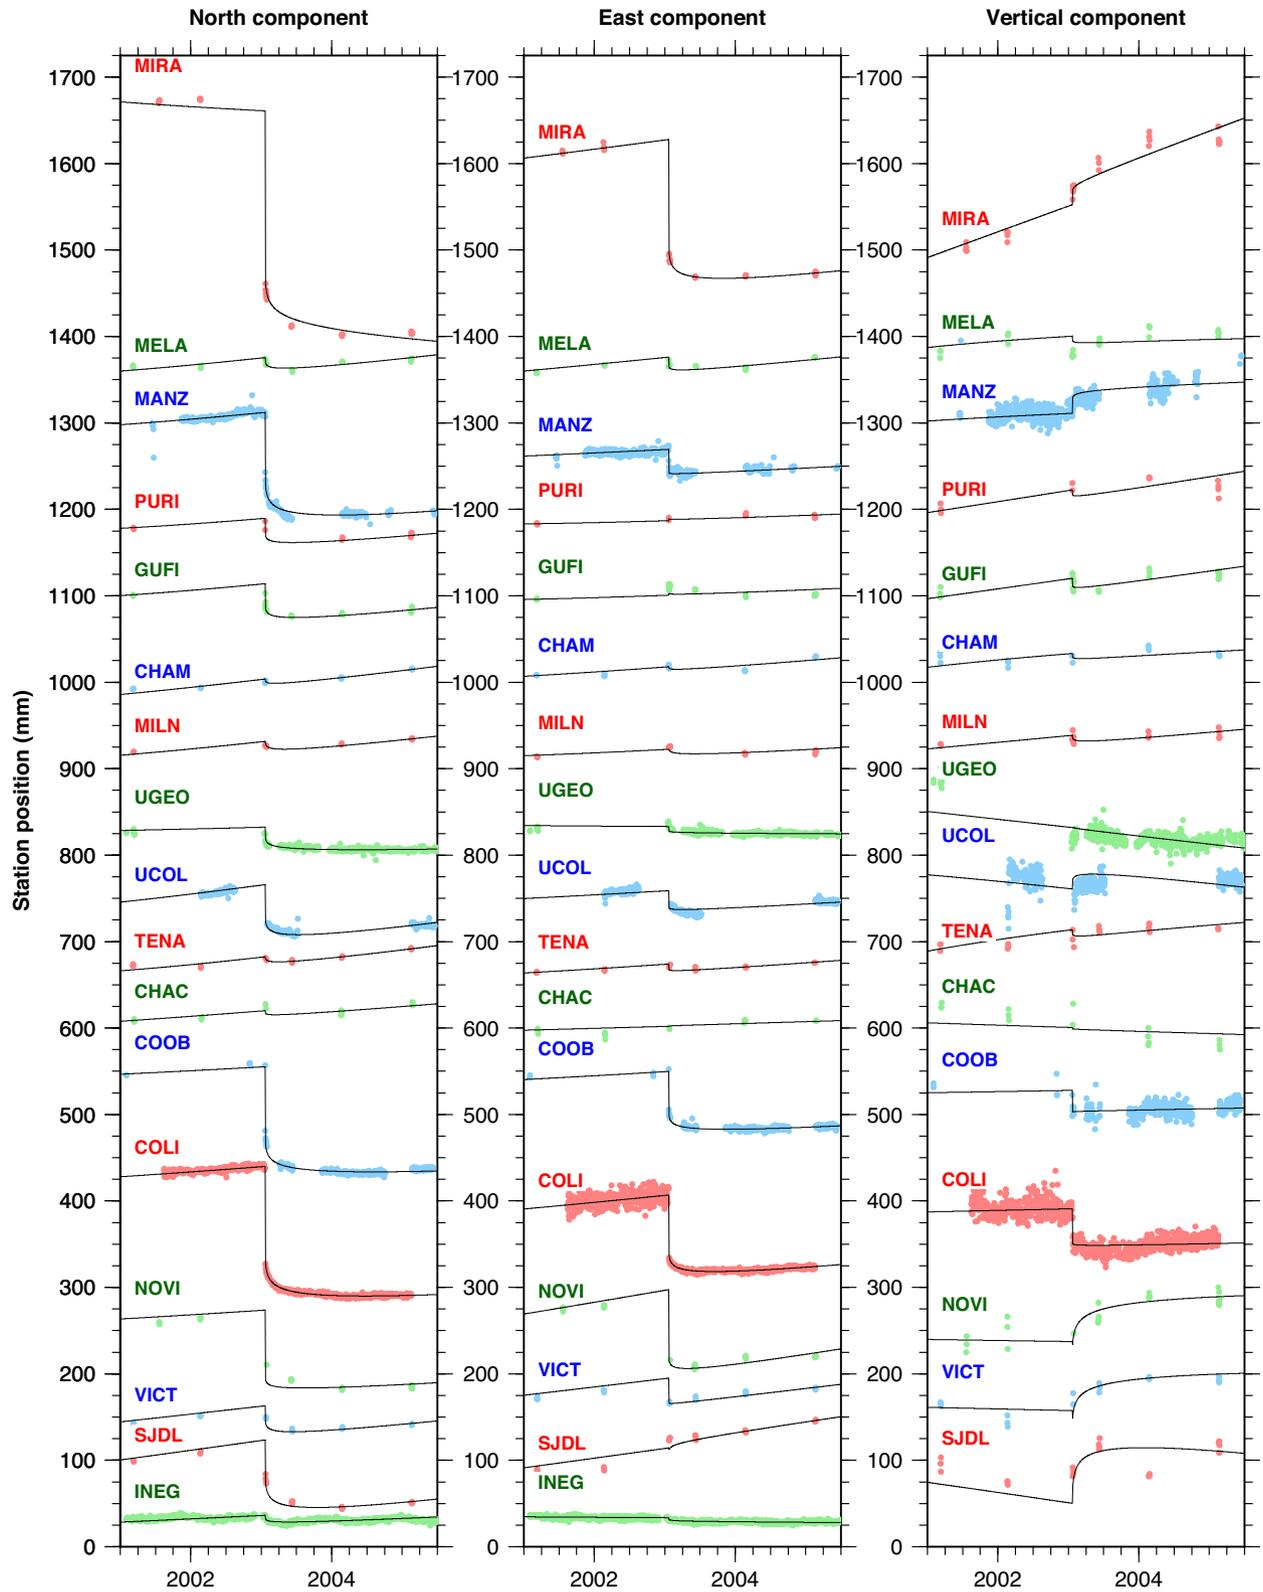 North component
East component
Vertical component
Station position (mm)
1700
1600
1500
1400
1300
1200
1100
1000
900
800
700
600
500
400
300
200
100
0
2002
2004
MIRA
MELA
MANZ
PURI
GUFI
CHAM
MILN
UGEO
UCOL
TENA
CHAC
COOB
COLI
NOVI
VICT
SJDL
INEG
1700
1600
1500
1400
1300
1200
1100
1000
900
800
700
600
500
400
300
200
100
0
2002
2004
MIRA
MELA
MANZ
PURI
GUFI
CHAM
MILN
UGEO
UCOL
TENA
CHAC
COOB
COLI
NOVI
VICT
SJDL
INEG
1700
1600
1500
1400
1300
1200
1100
1000
900
800
700
600
500
400
300
200
100
0
2002
2004
MIRA
MELA
MANZ
PURI
GUFI
CHAM
MILN
UGEO
UCOL
TENA
CHAC
COOB
COLI
NOVI
VICT
SJDL